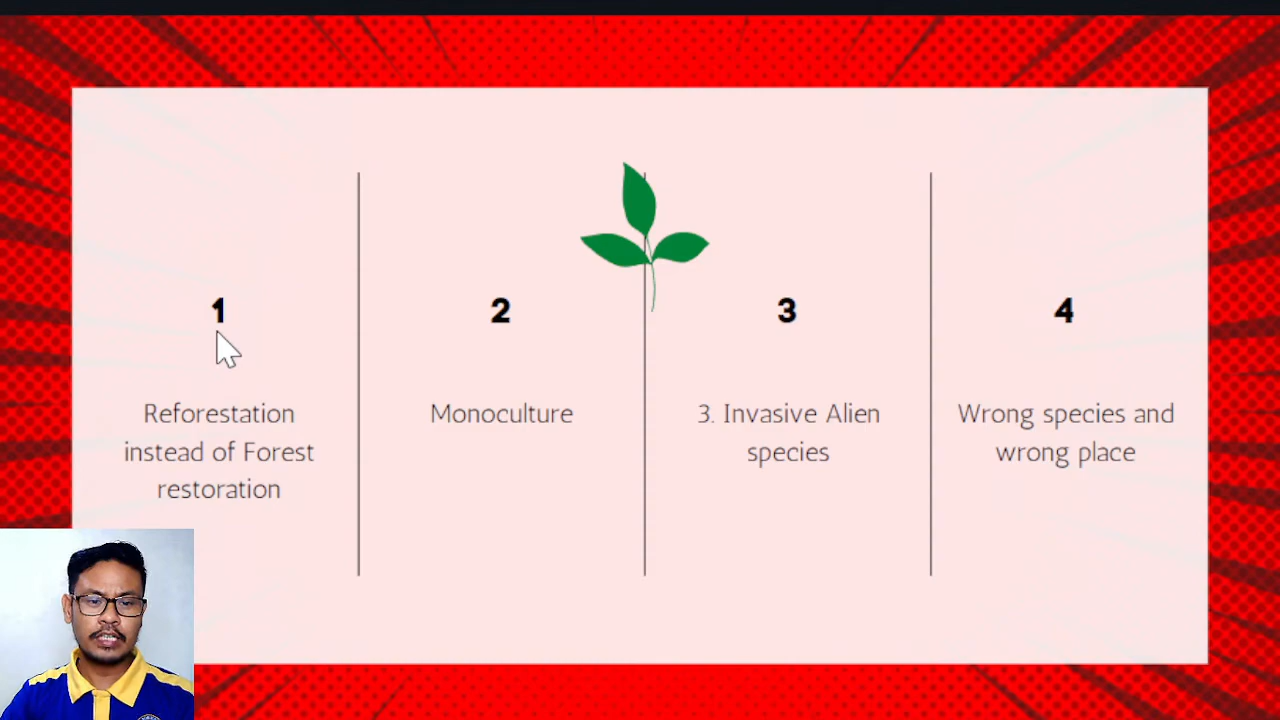 1
Reforestation
instead of Forest
restoration
2
Monoculture
3
3. Invasive Alien
species
4
Wrong species and
wrong place